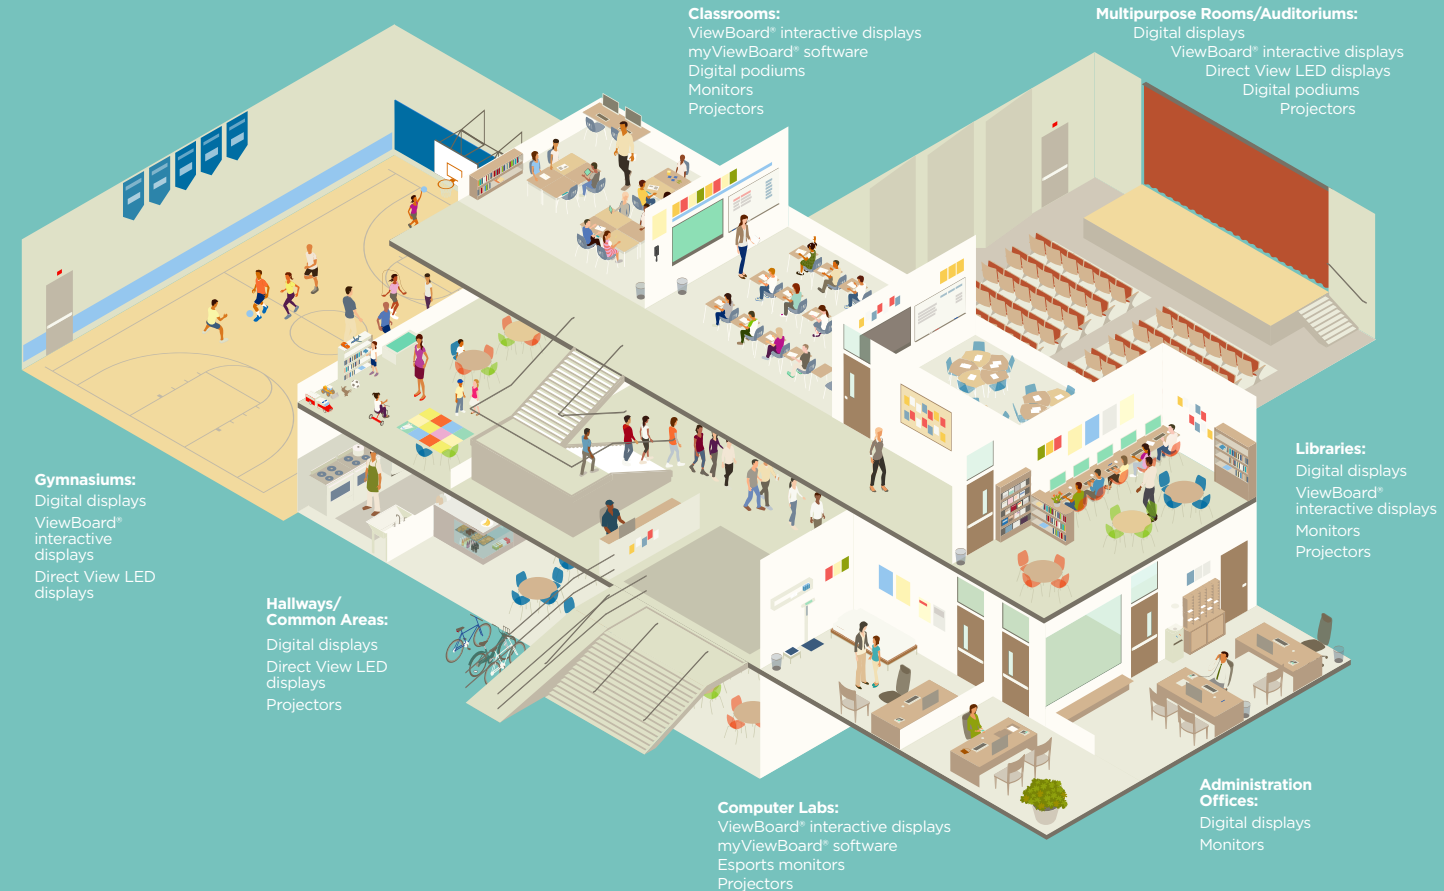 Classrooms:
ViewBoard® interactive displays
myViewBoard® software
Digital podiums
Monitors
Projectors
Multipurpose Rooms/Auditoriums:
Digital displays
ViewBoard® interactive displays
Direct View LED displays
Digital podiums
Projectors
Gymnasiums:
Digital displays
ViewBoard®
interactive
displays
Direct View LED
displays
Hallways/
Common Areas:
Digital displays
Direct View LED
displays
Projectors
Libraries:
Digital displays
ViewBoard®
interactive displays
Monitors
Projectors
Computer Labs:
ViewBoard® interactive displays
myViewBoard® software
Esports monitors
Projectors
Administration
Offices:
Digital displays
Monitors